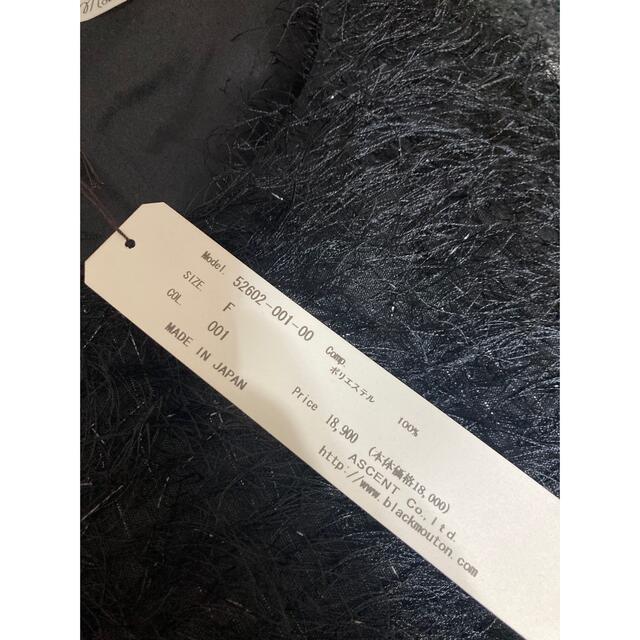 Model. 52602-001-00
SIZE. F
COL. 001
MADE IN JAPAN
Comp.
ポリエステル 100%
Price 18,900 (本体価格18,000)
ASCENT Co.,ltd.
http://www.blackmouton.com